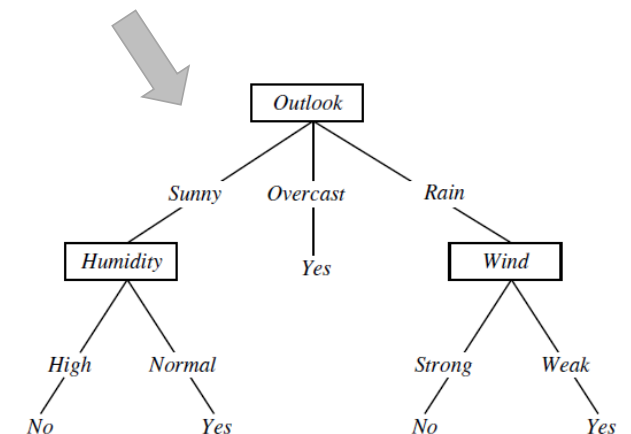 Outlook
Sunny Overcast Rain
Humidity Yes Wind
High Normal Strong Weak
No Yes No Yes